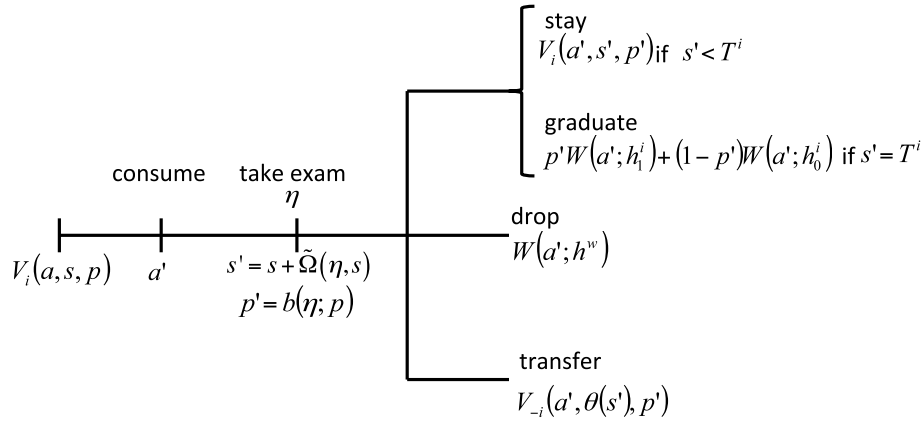 stay
V_i(a',s',p') if s' < T^i
graduate
p'W(a';h_1^i)+(1−p')W(a';h_0^i) if s' = T^i
consume
take exam
η
drop
W(a';h^w)
V_i(a,s,p)
a'
s' = s + Ω̃(η,s)
p' = b(η;p)
transfer
V_{-i}(a',θ(s'),p')